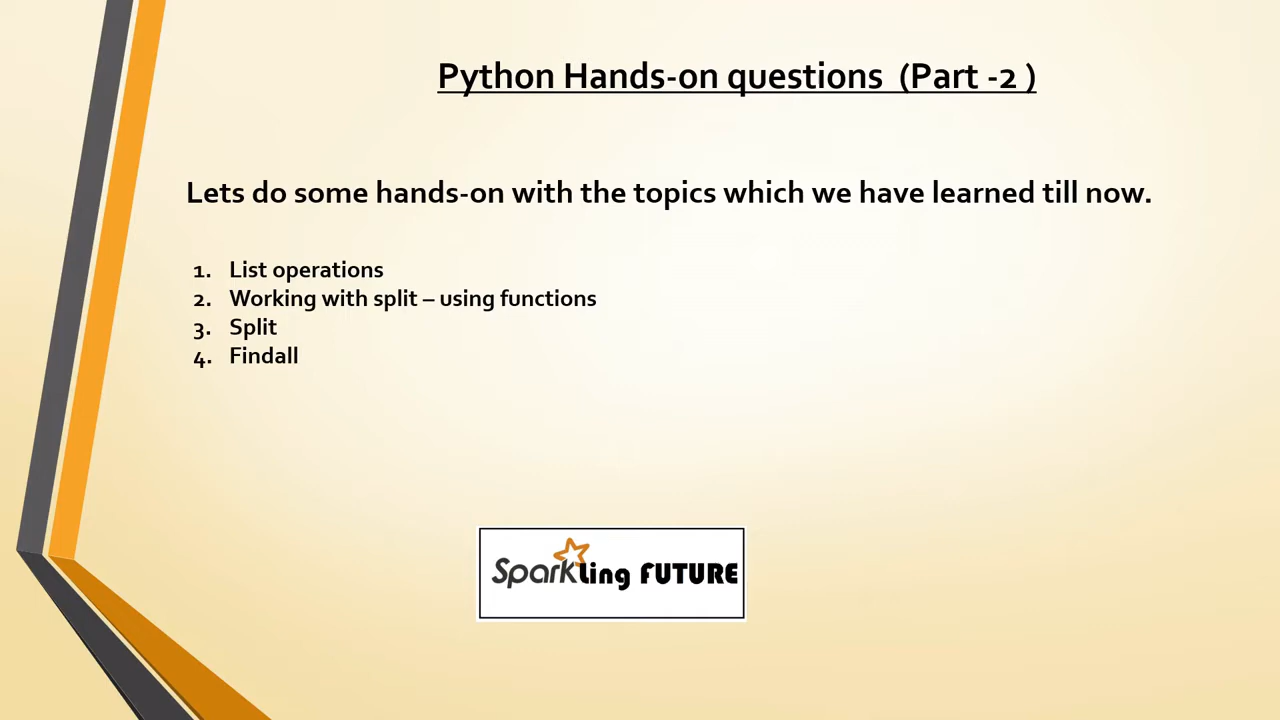 Python Hands-on questions  (Part -2 )
Lets do some hands-on with the topics which we have learned till now.
1. List operations
2. Working with split – using functions
3. Split
4. Findall
Sparkling FUTURE